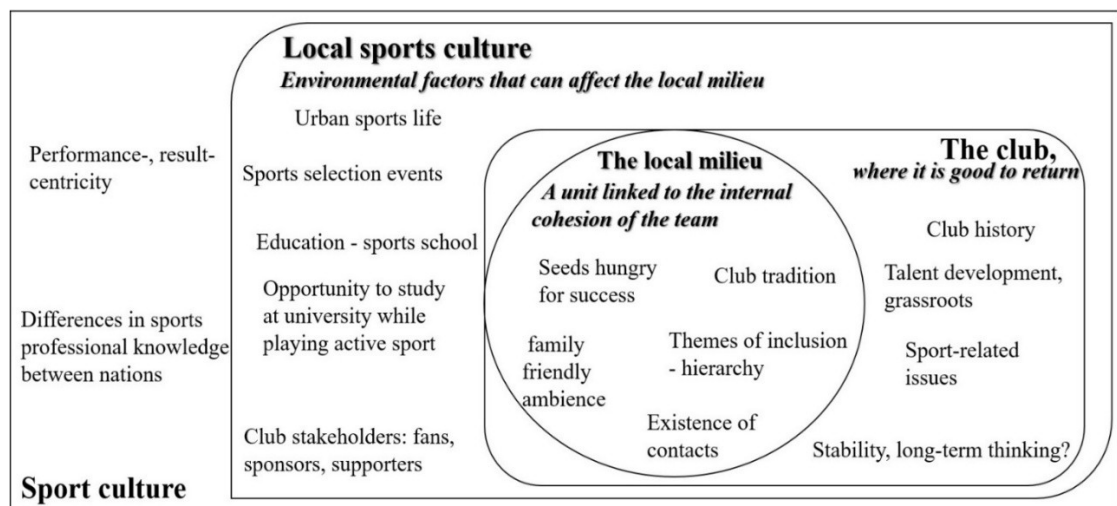 Local sports culture
Environmental factors that can affect the local milieu
Urban sports life
Performance-, result-
centricity
Sports selection events
Education - sports school
Opportunity to study
at university while
playing active sport
Differences in sports
professional knowledge
between nations
Club stakeholders: fans,
sponsors, supporters
Sport culture
The local milieu
A unit linked to the internal
cohesion of the team
Seeds hungry
for success
Club tradition
family
friendly
ambience
Themes of inclusion
- hierarchy
Existence of
contacts
The club,
where it is good to return
Club history
Talent development,
grassroots
Sport-related
issues
Stability, long-term thinking?